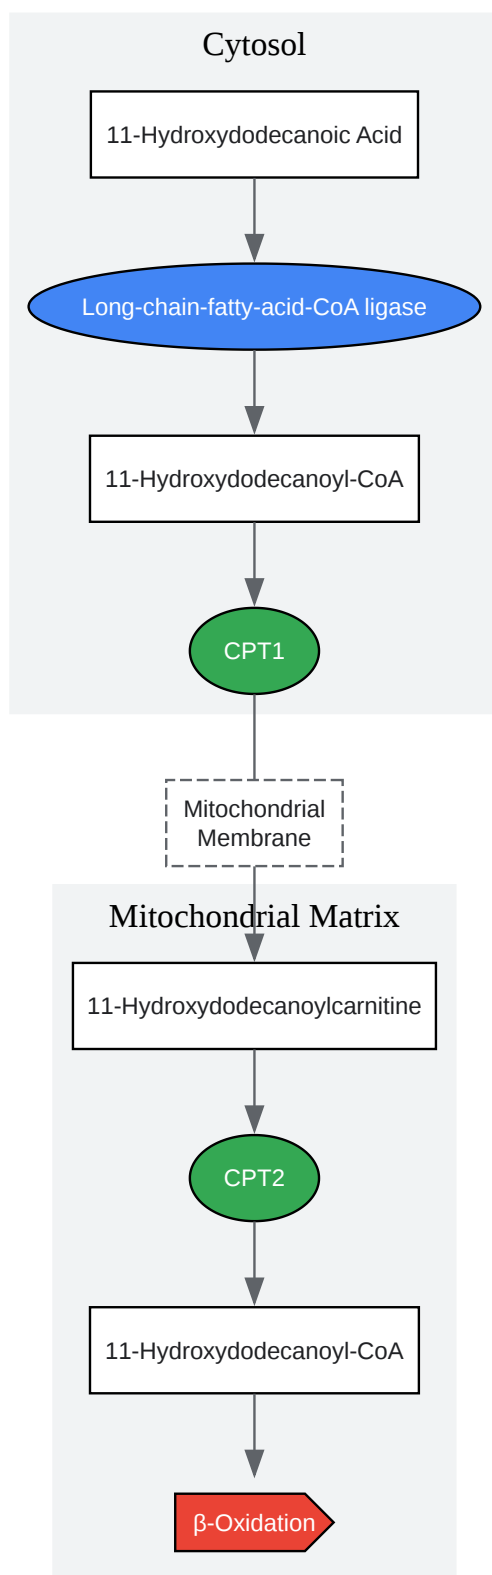 Cytosol
11-Hydroxydodecanoic Acid
Long-chain-fatty-acid-CoA ligase
11-Hydroxydodecanoyl-CoA
CPT1
Mitochondrial
Membrane
Mitochondrial Matrix
11-Hydroxydodecanoylcarnitine
CPT2
11-Hydroxydodecanoyl-CoA
β-Oxidation